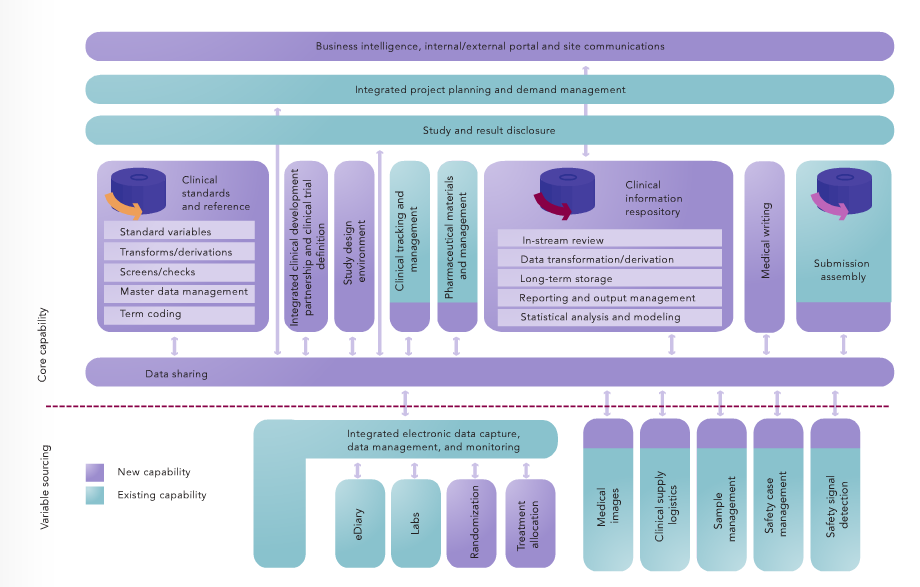 Business intelligence, internal/external portal and site communications
Integrated project planning and demand management
Study and result disclosure
Clinical
standards
and reference
Standard variables
Transforms/derivations
Screens/checks
Master data management
Term coding
Integrated clinical development
partnership and clinical trial
definition
Study design
environment
Clinical tracking and
management
Pharmaceutical materials
and management
Clinical
information
respository
In-stream review
Data transformation/derivation
Long-term storage
Reporting and output management
Statistical analysis and modeling
Medical writing
Submission
assembly
Core capability
Data sharing
Variable sourcing
New capability
Existing capability
Integrated electronic data capture,
data management, and monitoring
eDiary
Labs
Randomization
Treatment
allocation
Medical
images
Clinical supply
logistics
Sample
management
Safety case
management
Safety signal
detection